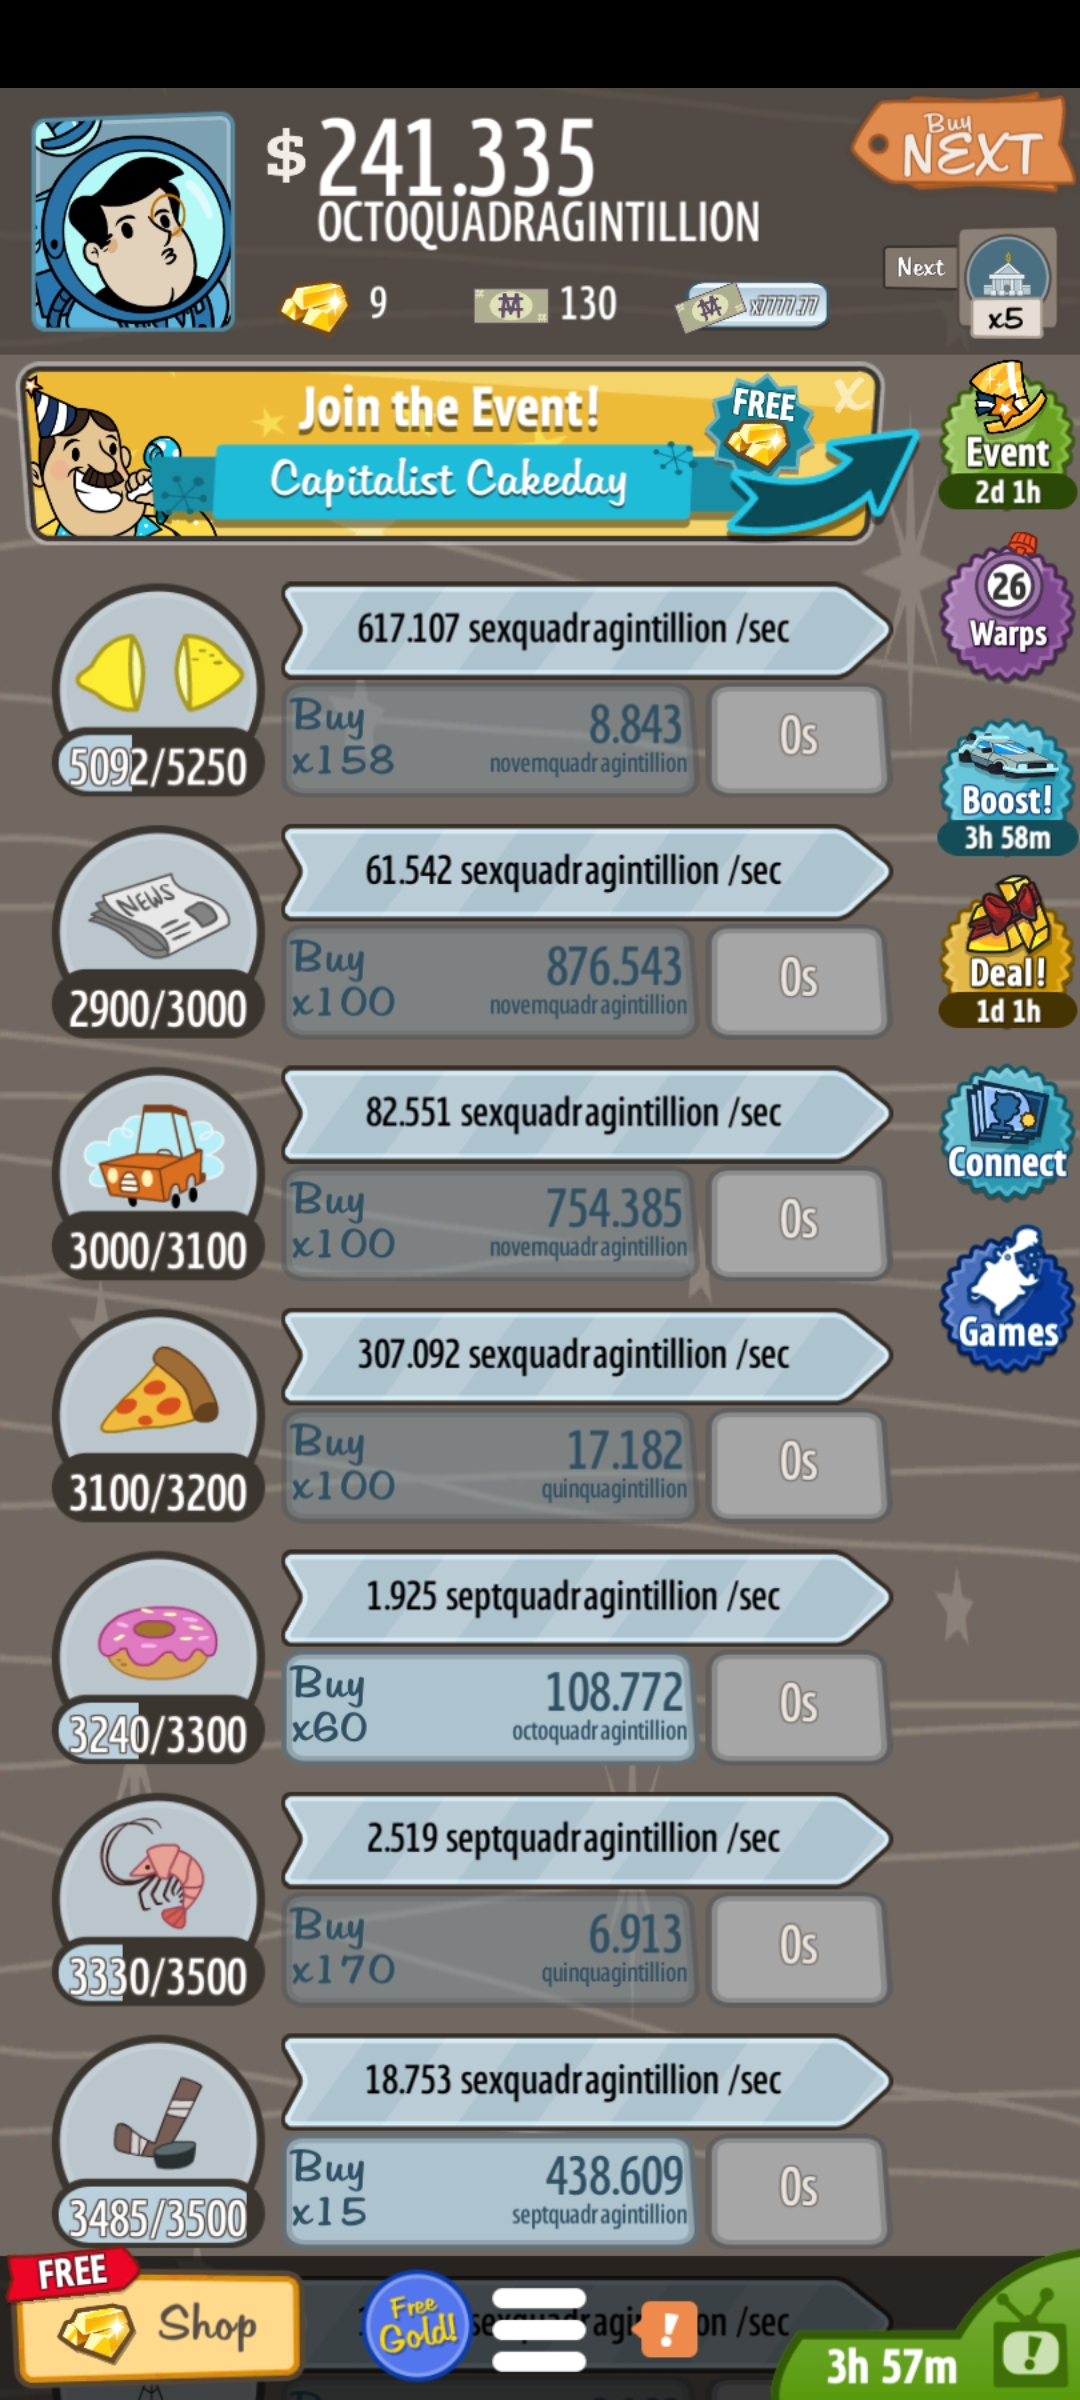 $ 241.335
OCTOQUADRAGINTILLION
Buy
NEXT
9
130
x7777.77
Next
x5
Join the Event!
Capitalist Cakeday
FREE
X
Event
2d 1h
617.107 sexquadragintillion /sec
Buy
x158
8.843
novemquadragintillion
0s
5092/5250
26
Warps
Boost!
3h 58m
61.542 sexquadragintillion /sec
NEWS
Buy
x100
876.543
novemquadragintillion
0s
2900/3000
Deal!
1d 1h
82.551 sexquadragintillion /sec
Buy
x100
754.385
novemquadragintillion
0s
3000/3100
Connect
Games
307.092 sexquadragintillion /sec
Buy
x100
17.182
quinquagintillion
0s
3100/3200
1.925 septquadragintillion /sec
Buy
x60
108.772
octoquadragintillion
0s
3240/3300
2.519 septquadragintillion /sec
Buy
x170
6.913
quinquagintillion
0s
3330/3500
18.753 sexquadragintillion /sec
Buy
x15
438.609
septquadragintillion
0s
3485/3500
FREE
Shop
Free
Gold!
!
/sec
3h 57m
!